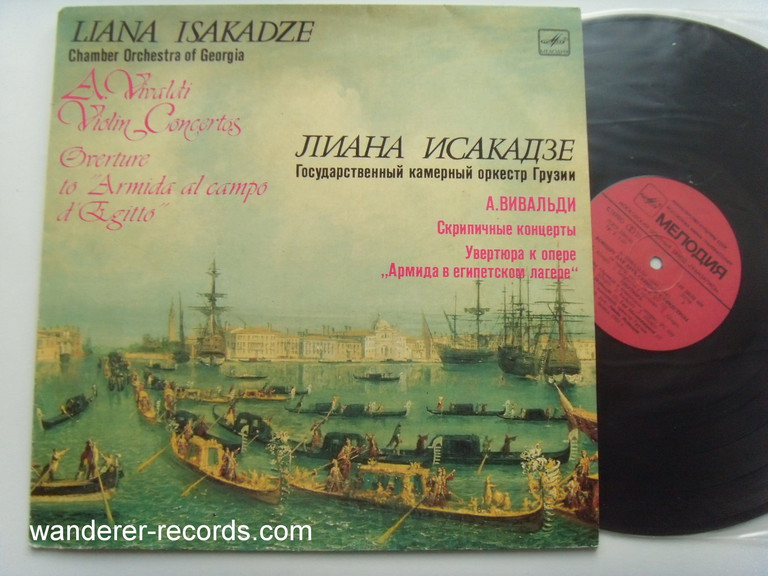 LIANA ISAKADZE
Chamber Orchestra of Georgia
A. Vivaldi
Violin Concertos
Overture
to "Armida al campo
d'Egitto"
ЛИАНА ИСАКАДЗЕ
Государственный камерный оркестр Грузии
А.ВИВАЛЬДИ
Скрипичные концерты
Увертюра к опере
„Армида в египетском лагере“
МЕЛОДИЯ
wanderer-records.com